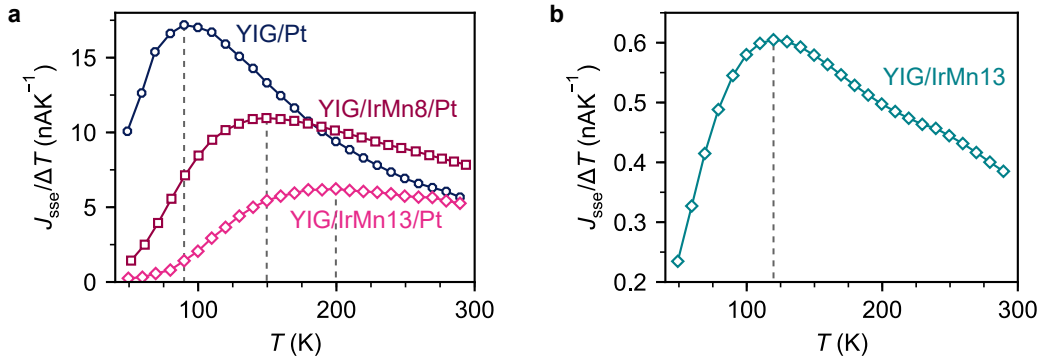 a
YIG/Pt
YIG/IrMn8/Pt
YIG/IrMn13/Pt
J_sse/ΔT (nAK⁻¹)
15
10
5
0
100
200
300
T (K)
b
YIG/IrMn13
J_sse/ΔT (nAK⁻¹)
0.6
0.5
0.4
0.3
0.2
100
200
300
T (K)